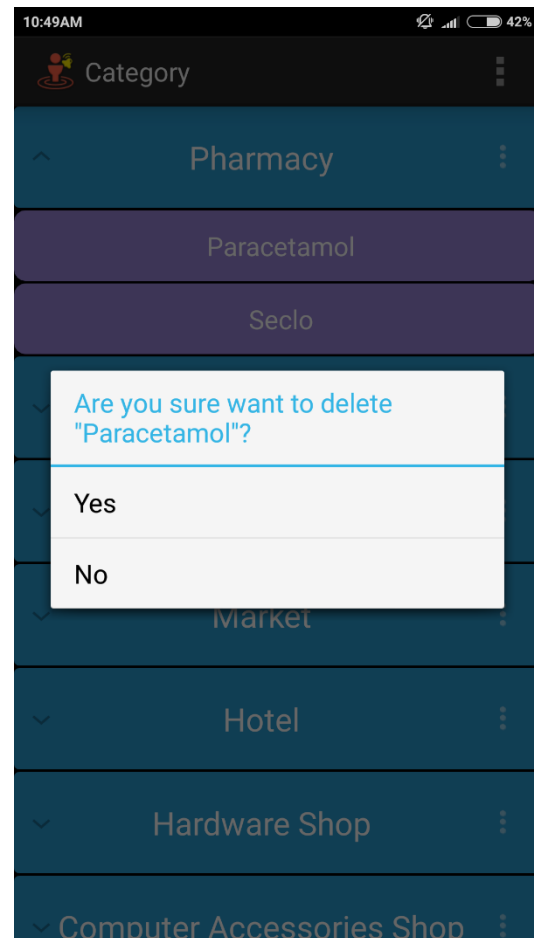 10:49AM
42%
Category
Pharmacy
Paracetamol
Seclo
Are you sure want to delete
"Paracetamol"?
Yes
No
Market
Hotel
Hardware Shop
Computer Accessories Shop